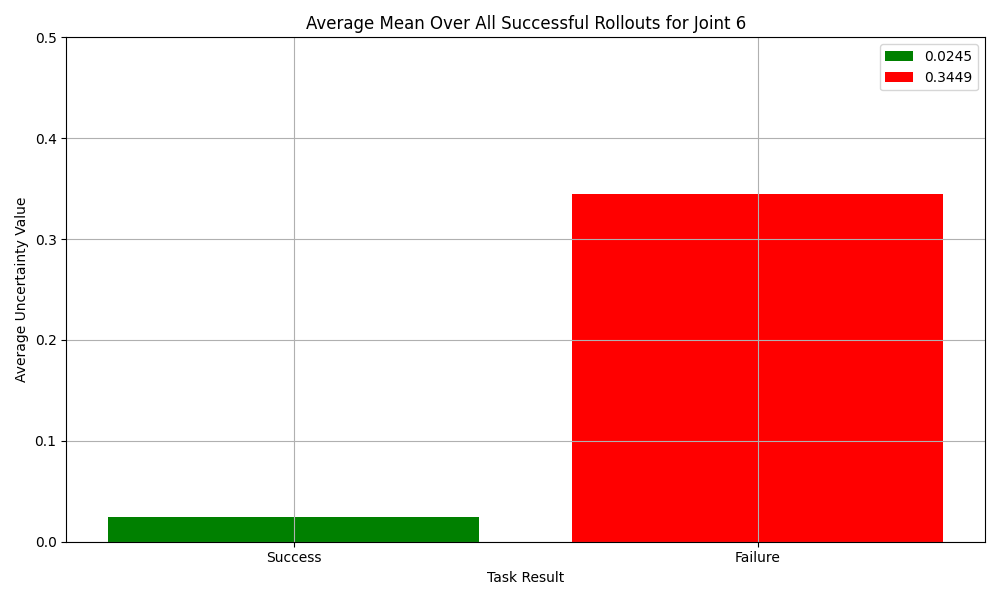 Average Mean Over All Successful Rollouts for Joint 6
0.0245
0.3449
Average Uncertainty Value
0.5
0.4
0.3
0.2
0.1
0.0
Success
Failure
Task Result